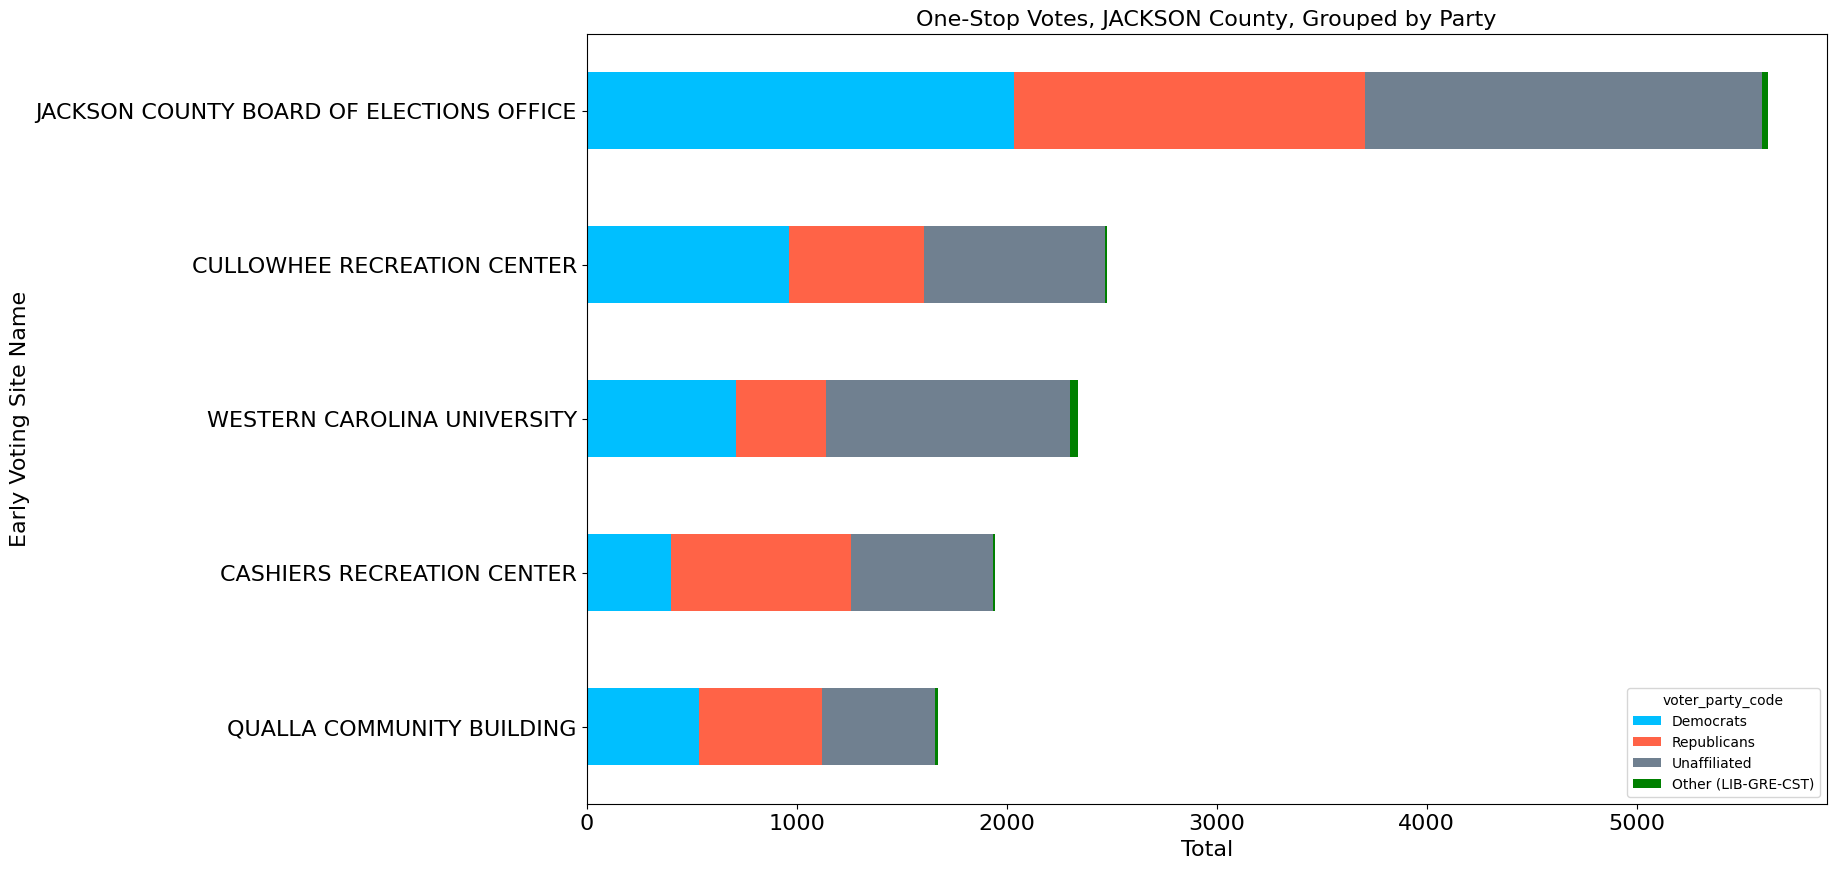 One-Stop Votes, JACKSON County, Grouped by Party
Early Voting Site Name
JACKSON COUNTY BOARD OF ELECTIONS OFFICE
CULLOWHEE RECREATION CENTER
WESTERN CAROLINA UNIVERSITY
CASHIERS RECREATION CENTER
QUALLA COMMUNITY BUILDING
voter_party_code
Democrats
Republicans
Unaffiliated
Other (LIB-GRE-CST)
0 1000 2000 3000 4000 5000
Total